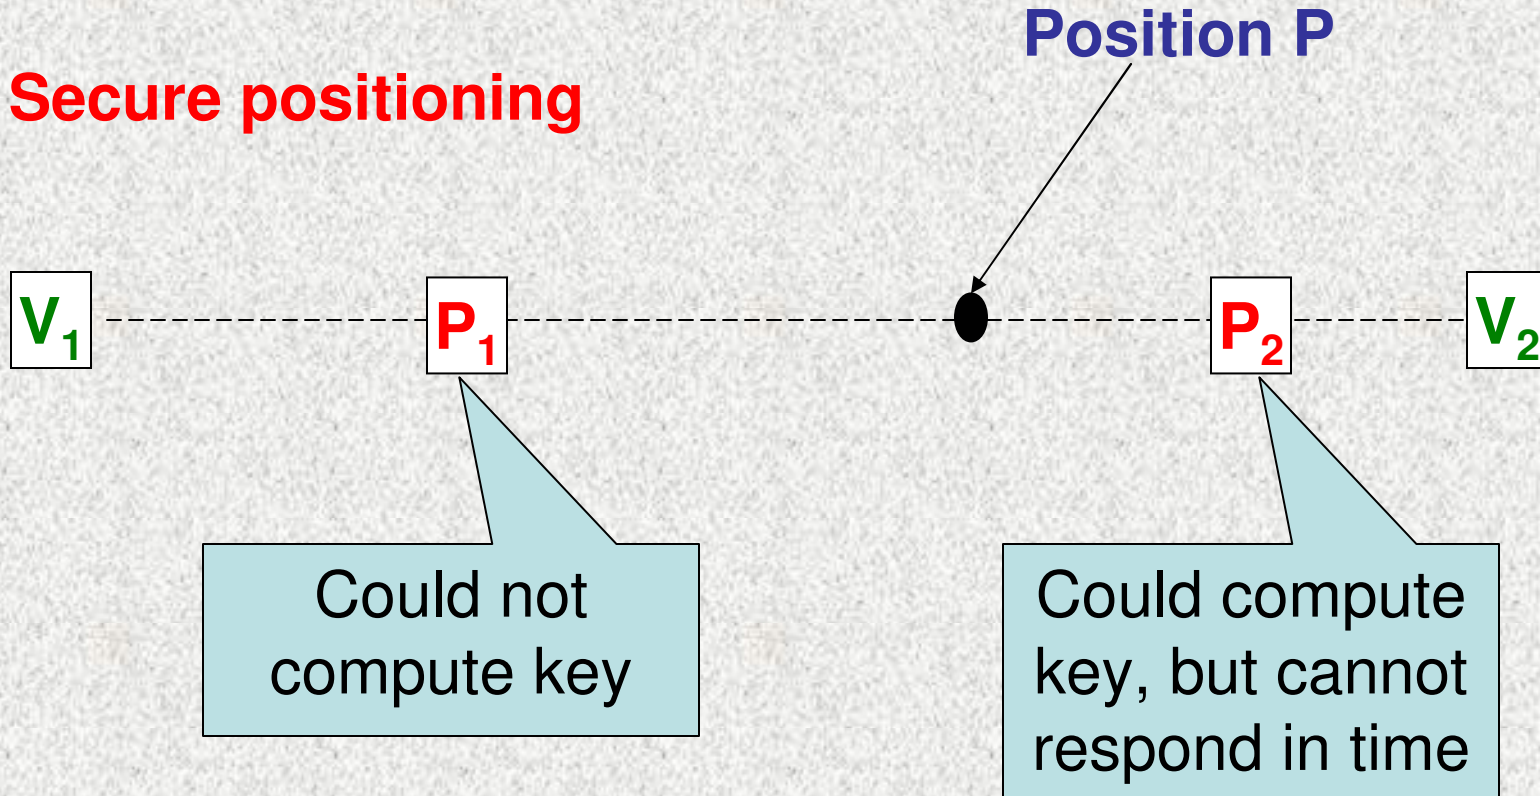 Position P
Secure positioning
V1 P1 P2 V2
Could not
compute key
Could compute
key, but cannot
respond in time